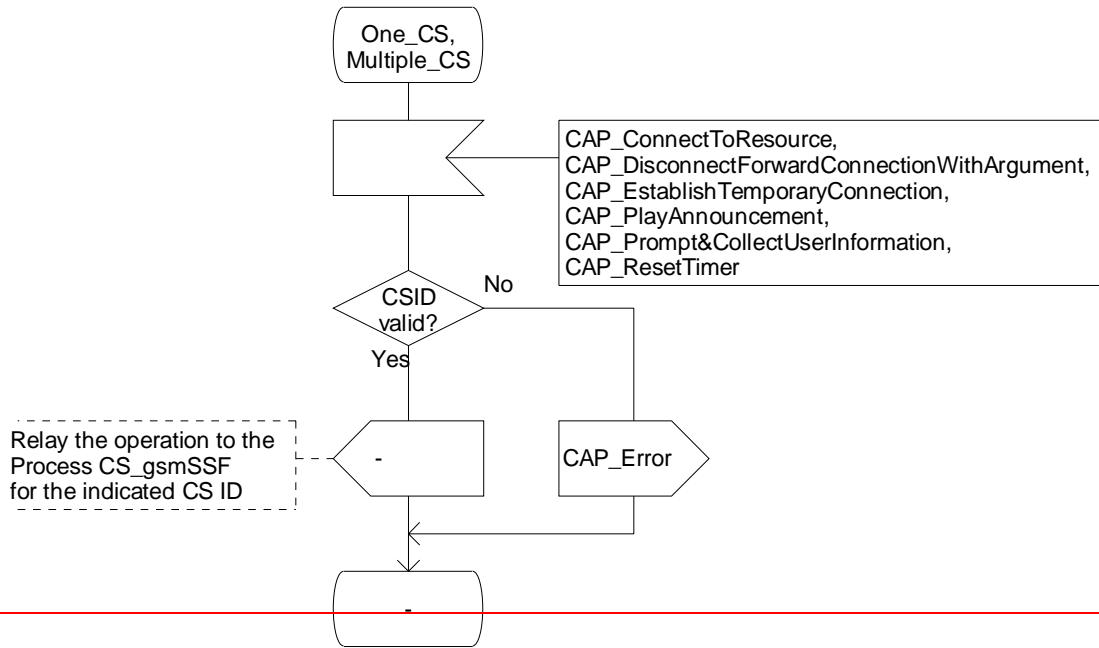 One_CS,
Multiple_CS
CAP_ConnectToResource,
CAP_DisconnectForwardConnectionWithArgument,
CAP_EstablishTemporaryConnection,
CAP_PlayAnnouncement,
CAP_Prompt&CollectUserInformation,
CAP_ResetTimer
CSID
valid?
No
Yes
Relay the operation to the
Process CS_gsmSSF
for the indicated CS ID
-
CAP_Error
-